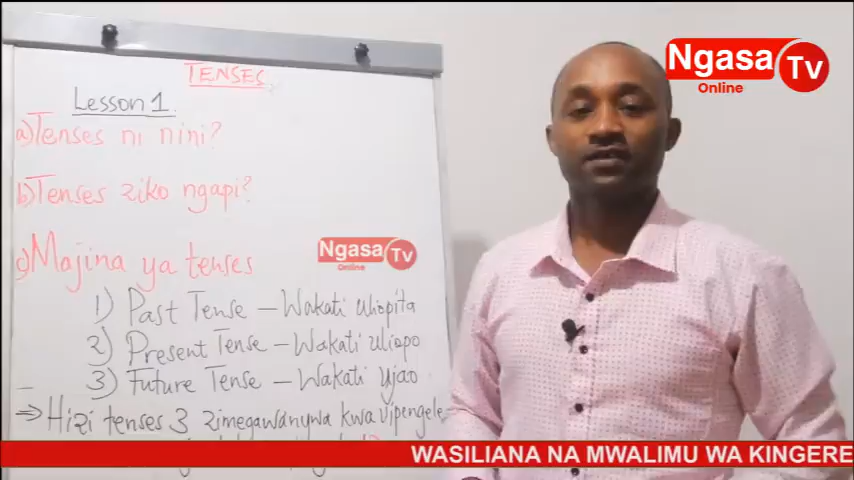 TENSES
Lesson 1
a) Tenses ni nini?
b) Tenses ziko ngapi?
c) Majina ya tenses
1) Past Tense - Wakati uliopita
2) Present Tense - Wakati uliopo
3) Future Tense - Wakati ujao
⇒ Hizi tenses 3 zimegawanywa kwa vipengele
Ngasa Tv
Online
Ngasa Tv
Online
WASILIANA NA MWALIMU WA KINGERE